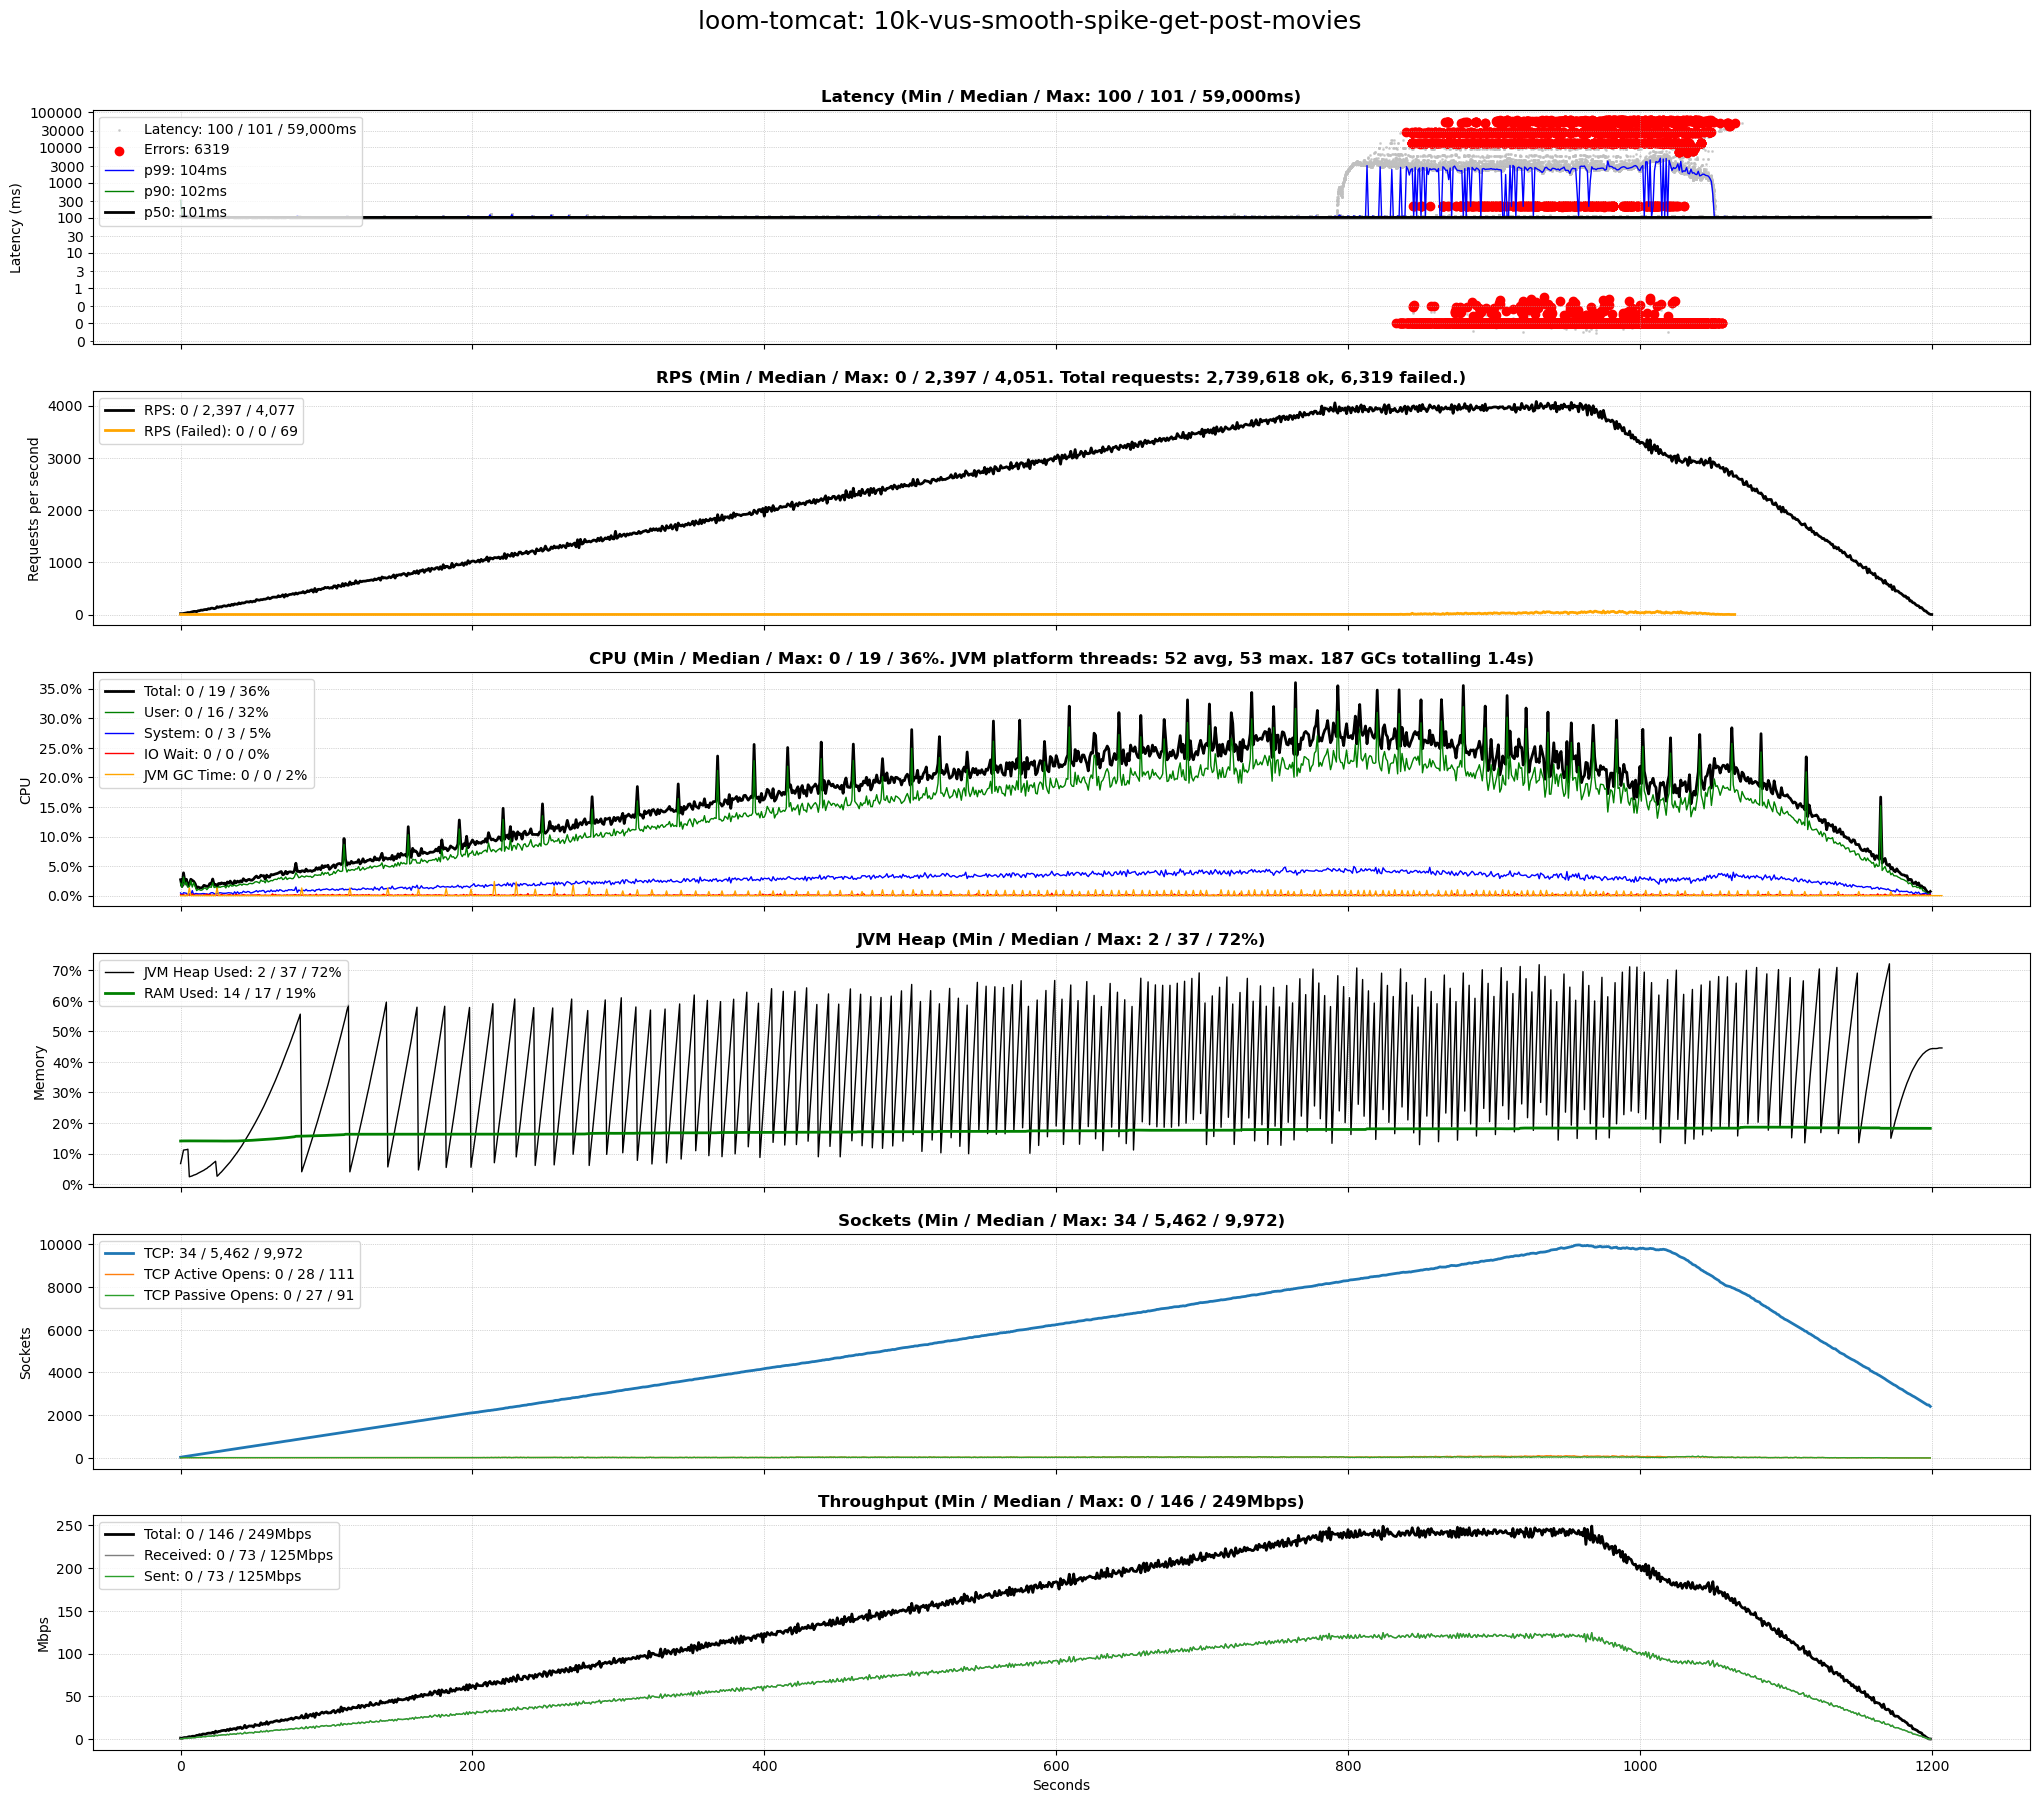 loom-tomcat: 10k-vus-smooth-spike-get-post-movies
Latency (Min / Median / Max: 100 / 101 / 59,000ms)
Latency (ms)
100000
30000
10000
3000
1000
300
100
30
10
3
1
0
0
0
Latency: 100 / 101 / 59,000ms
Errors: 6319
p99: 104ms
p90: 102ms
p50: 101ms
RPS (Min / Median / Max: 0 / 2,397 / 4,051. Total requests: 2,739,618 ok, 6,319 failed.)
Requests per second
4000
3000
2000
1000
0
RPS: 0 / 2,397 / 4,077
RPS (Failed): 0 / 0 / 69
CPU (Min / Median / Max: 0 / 19 / 36%. JVM platform threads: 52 avg, 53 max. 187 GCs totalling 1.4s)
CPU
35.0%
30.0%
25.0%
20.0%
15.0%
10.0%
5.0%
0.0%
Total: 0 / 19 / 36%
User: 0 / 16 / 32%
System: 0 / 3 / 5%
IO Wait: 0 / 0 / 0%
JVM GC Time: 0 / 0 / 2%
JVM Heap (Min / Median / Max: 2 / 37 / 72%)
Memory
70%
60%
50%
40%
30%
20%
10%
0%
JVM Heap Used: 2 / 37 / 72%
RAM Used: 14 / 17 / 19%
Sockets (Min / Median / Max: 34 / 5,462 / 9,972)
Sockets
10000
8000
6000
4000
2000
0
TCP: 34 / 5,462 / 9,972
TCP Active Opens: 0 / 28 / 111
TCP Passive Opens: 0 / 27 / 91
Throughput (Min / Median / Max: 0 / 146 / 249Mbps)
Mbps
250
200
150
100
50
0
Total: 0 / 146 / 249Mbps
Received: 0 / 73 / 125Mbps
Sent: 0 / 73 / 125Mbps
0 200 400 600 800 1000 1200
Seconds